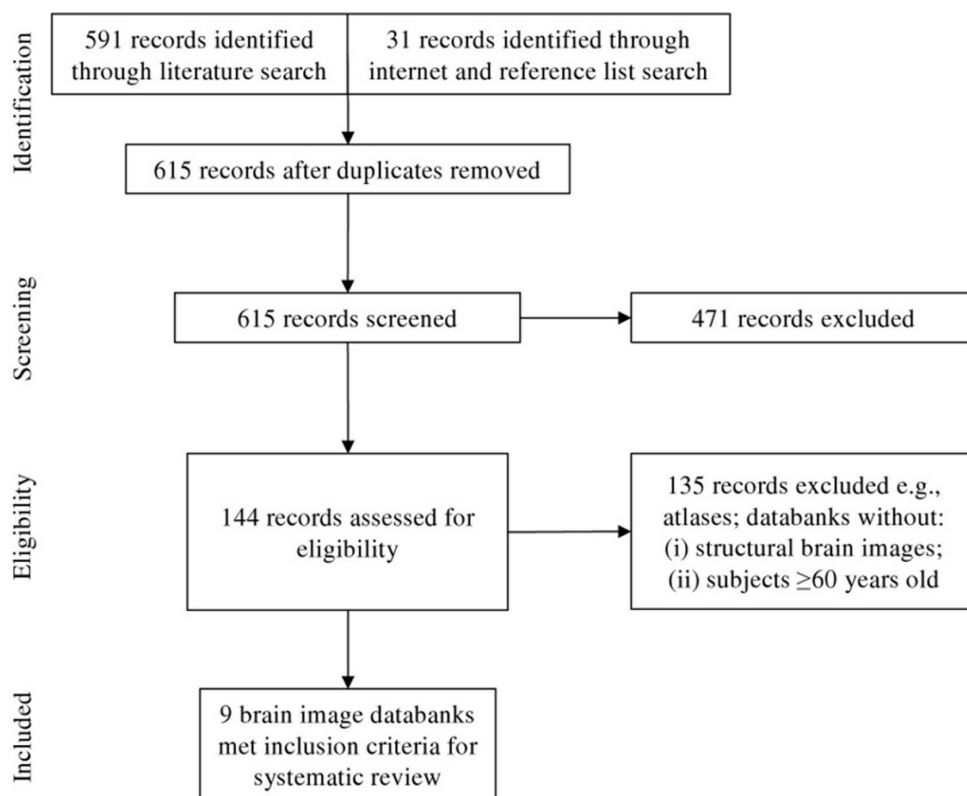 Identification
591 records identified
through literature search
31 records identified through
internet and reference list search
615 records after duplicates removed
Screening
615 records screened
471 records excluded
Eligibility
144 records assessed for
eligibility
135 records excluded e.g.,
atlases; databanks without:
(i) structural brain images;
(ii) subjects ≥60 years old
Included
9 brain image databanks
met inclusion criteria for
systematic review